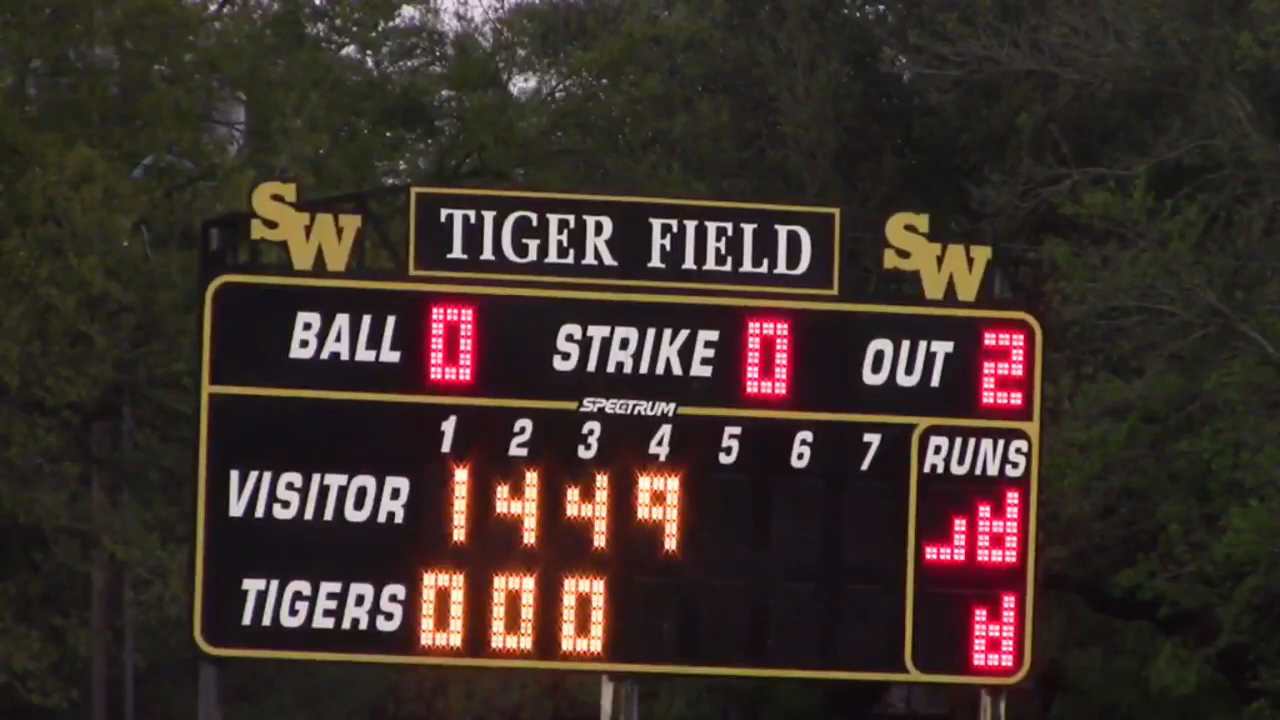 SW TIGER FIELD SW
BALL 0 STRIKE 0 OUT 2
SPECTRUM
1 2 3 4 5 6 7 RUNS
VISITOR 1 4 4 9
TIGERS 0 0 0